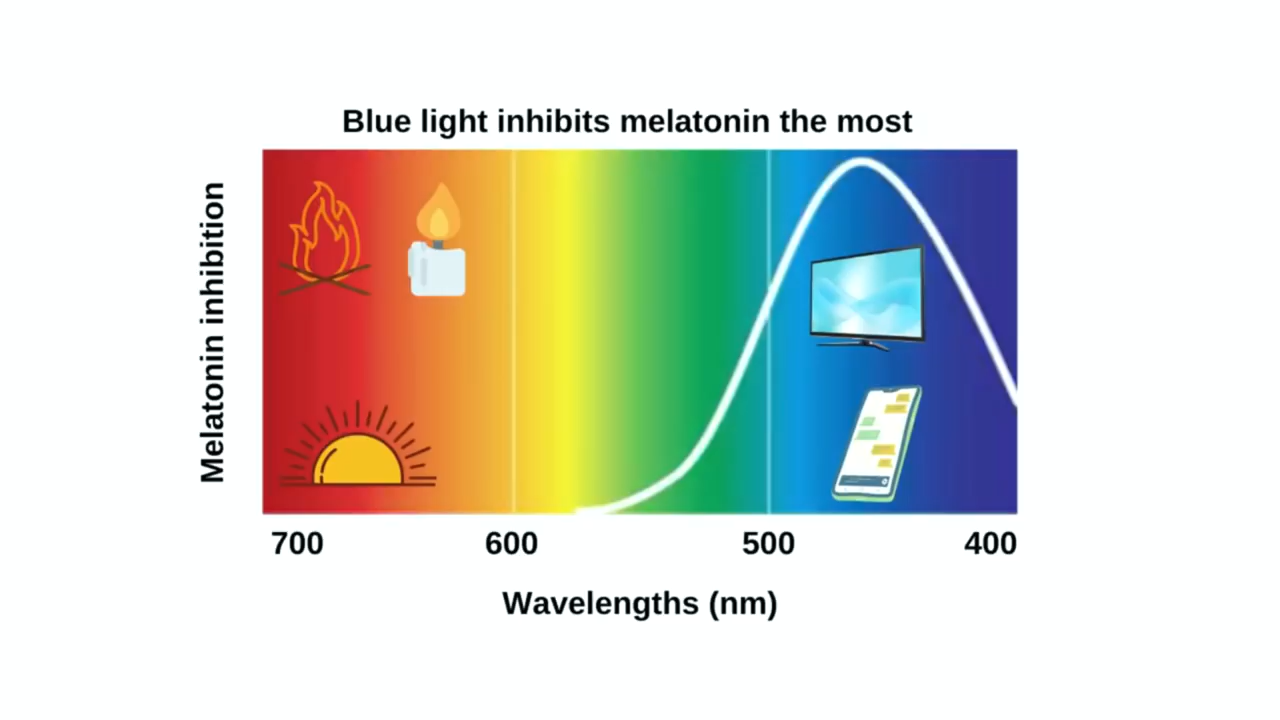 Blue light inhibits melatonin the most
Melatonin inhibition
700 600 500 400
Wavelengths (nm)